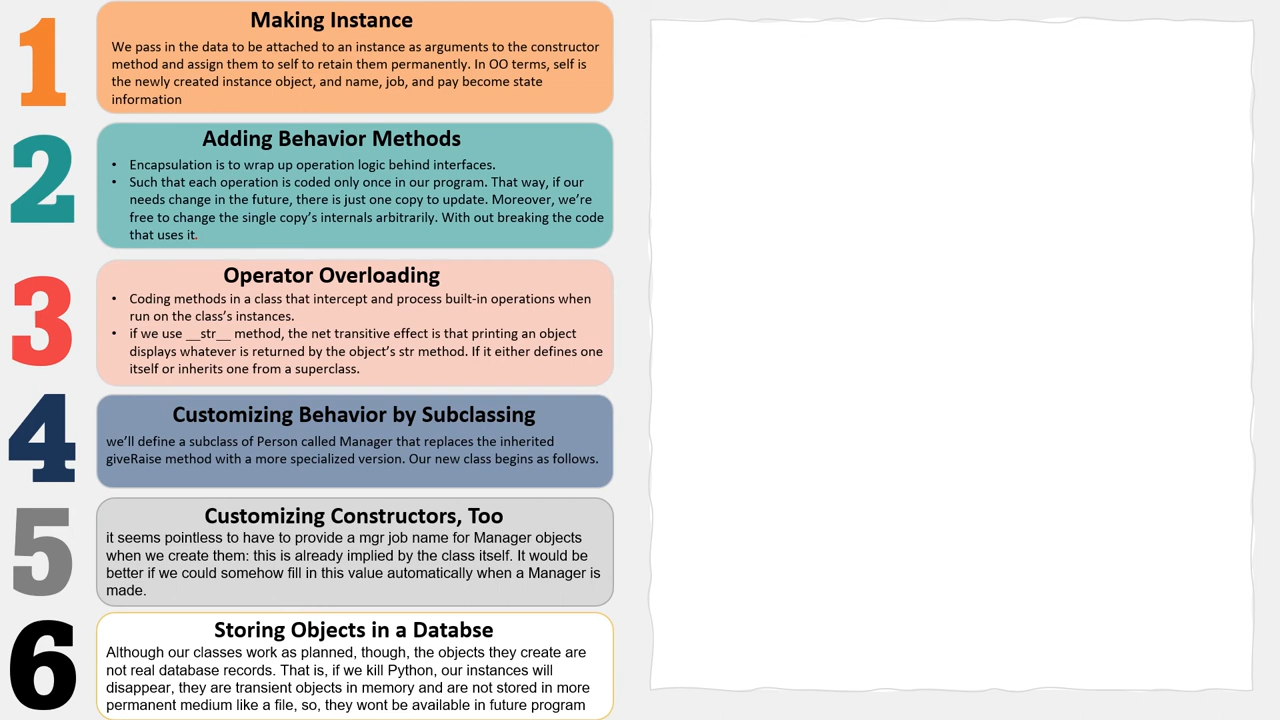 1
Making Instance
We pass in the data to be attached to an instance as arguments to the constructor
method and assign them to self to retain them permanently. In OO terms, self is
the newly created instance object, and name, job, and pay become state
information
2
Adding Behavior Methods
• Encapsulation is to wrap up operation logic behind interfaces.
• Such that each operation is coded only once in our program. That way, if our
needs change in the future, there is just one copy to update. Moreover, we’re
free to change the single copy’s internals arbitrarily. With out breaking the code
that uses it.
3
Operator Overloading
• Coding methods in a class that intercept and process built-in operations when
run on the class’s instances.
• if we use __str__ method, the net transitive effect is that printing an object
displays whatever is returned by the object’s str method. If it either defines one
itself or inherits one from a superclass.
4
Customizing Behavior by Subclassing
we’ll define a subclass of Person called Manager that replaces the inherited
giveRaise method with a more specialized version. Our new class begins as follows.
5
Customizing Constructors, Too
it seems pointless to have to provide a mgr job name for Manager objects
when we create them: this is already implied by the class itself. It would be
better if we could somehow fill in this value automatically when a Manager is
made.
6
Storing Objects in a Databse
Although our classes work as planned, though, the objects they create are
not real database records. That is, if we kill Python, our instances will
disappear, they are transient objects in memory and are not stored in more
permanent medium like a file, so, they wont be available in future program